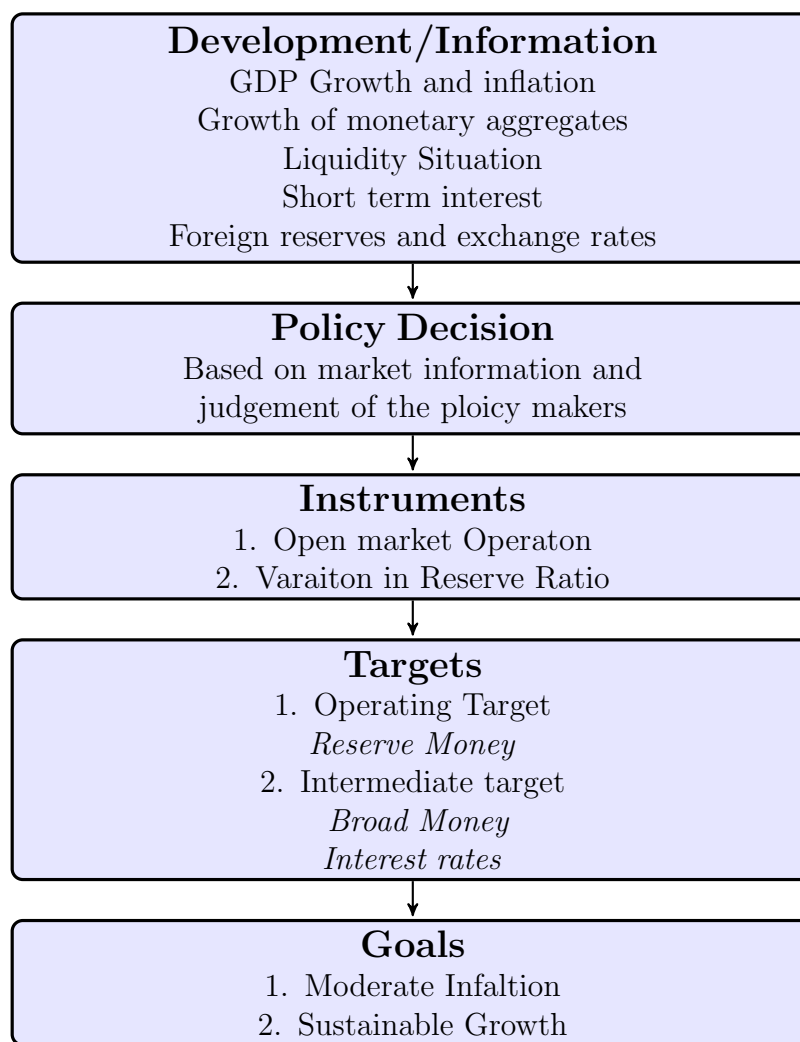 Development/Information
GDP Growth and inflation
Growth of monetary aggregates
Liquidity Situation
Short term interest
Foreign reserves and exchange rates
Policy Decision
Based on market information and
judgement of the ploicy makers
Instruments
1. Open market Operaton
2. Varaiton in Reserve Ratio
Targets
1. Operating Target
Reserve Money
2. Intermediate target
Broad Money
Interest rates
Goals
1. Moderate Infaltion
2. Sustainable Growth